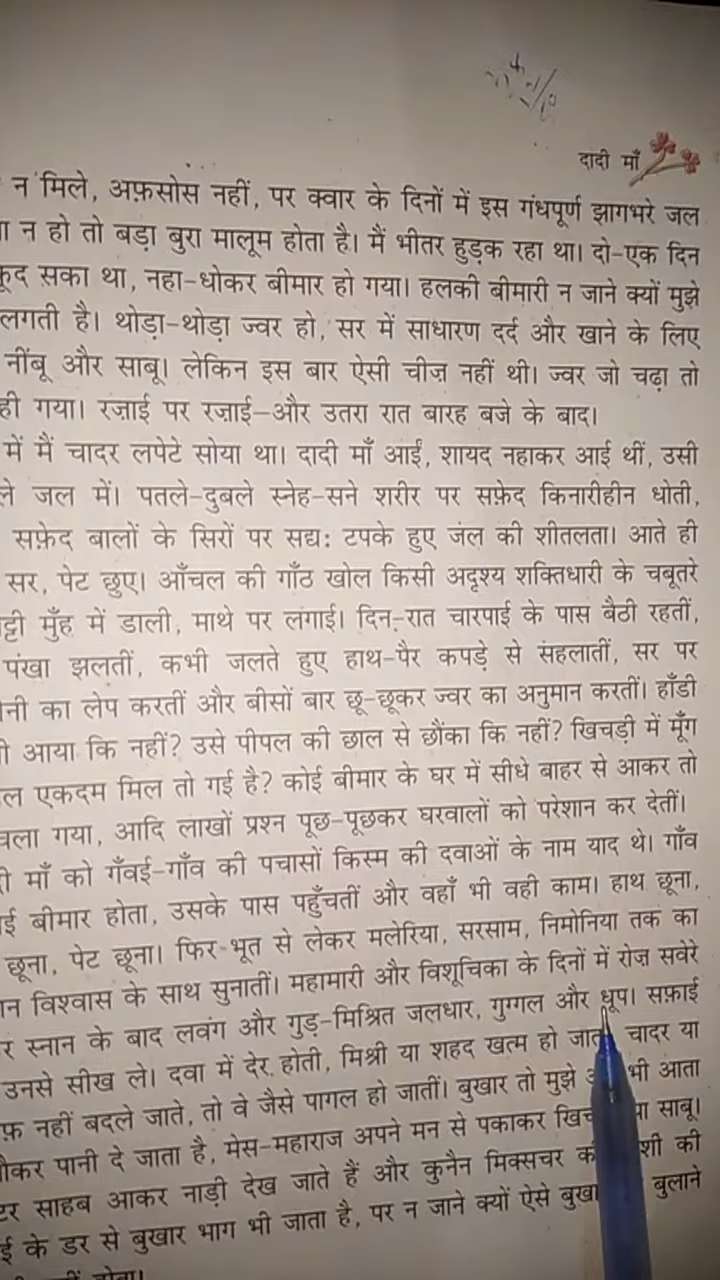 दादी माँ
न मिले, अफ़सोस नहीं, पर क्वार के दिनों में इस गंधपूर्ण झागभरे जल
न हो तो बड़ा बुरा मालूम होता है। मैं भीतर हुड़क रहा था। दो-एक दिन
कूद सका था, नहा-धोकर बीमार हो गया। हलकी बीमारी न जाने क्यों मुझे
लगती है। थोड़ा-थोड़ा ज्वर हो, सर में साधारण दर्द और खाने के लिए
नींबू और साबू। लेकिन इस बार ऐसी चीज़ नहीं थी। ज्वर जो चढ़ा तो
ही गया। रज़ाई पर रज़ाई—और उतरा रात बारह बजे के बाद।
में मैं चादर लपेटे सोया था। दादी माँ आईं, शायद नहाकर आई थीं, उसी
जल में। पतले-दुबले स्नेह-सने शरीर पर सफ़ेद किनारीहीन धोती,
सफ़ेद बालों के सिरों पर सद्यः टपके हुए जल की शीतलता। आते ही
सर, पेट छुए। आँचल की गाँठ खोल किसी अदृश्य शक्तिधारी के चबूतरे
मुँह में डाली, माथे पर लगाई। दिन-रात चारपाई के पास बैठी रहतीं,
पंखा झलतीं, कभी जलते हुए हाथ-पैर कपड़े से सहलातीं, सर पर
का लेप करतीं और बीसों बार छू-छूकर ज्वर का अनुमान करतीं। हाँडी
आया कि नहीं? उसे पीपल की छाल से छौंका कि नहीं? खिचड़ी में मूँग
एकदम मिल तो गई है? कोई बीमार के घर में सीधे बाहर से आकर तो
गया, आदि लाखों प्रश्न पूछ-पूछकर घरवालों को परेशान कर देतीं।
माँ को गँवई-गाँव की पचासों किस्म की दवाओं के नाम याद थे। गाँव
बीमार होता, उसके पास पहुँचतीं और वहाँ भी वही काम। हाथ छूना,
छूना, पेट छूना। फिर भूत से लेकर मलेरिया, सरसाम, निमोनिया तक का
विश्वास के साथ सुनातीं। महामारी और विशूचिका के दिनों में रोज़ सवेरे
स्नान के बाद लवंग और गुड़-मिश्रित जलधार, गुग्गल और धूप। सफ़ाई
उनसे सीख ले। दवा में देर होती, मिश्री या शहद खत्म हो चादर या
नहीं बदले जाते, तो वे जैसे पागल हो जातीं। बुखार तो मुझे भी आता
पानी दे जाता है, मेस-महाराज अपने मन से पकाकर साबू।
साहब आकर नाड़ी देख जाते हैं और कुनैन मिक्सचर की
के डर से बुखार भाग भी जाता है, पर न जाने क्यों ऐसे बुलाने